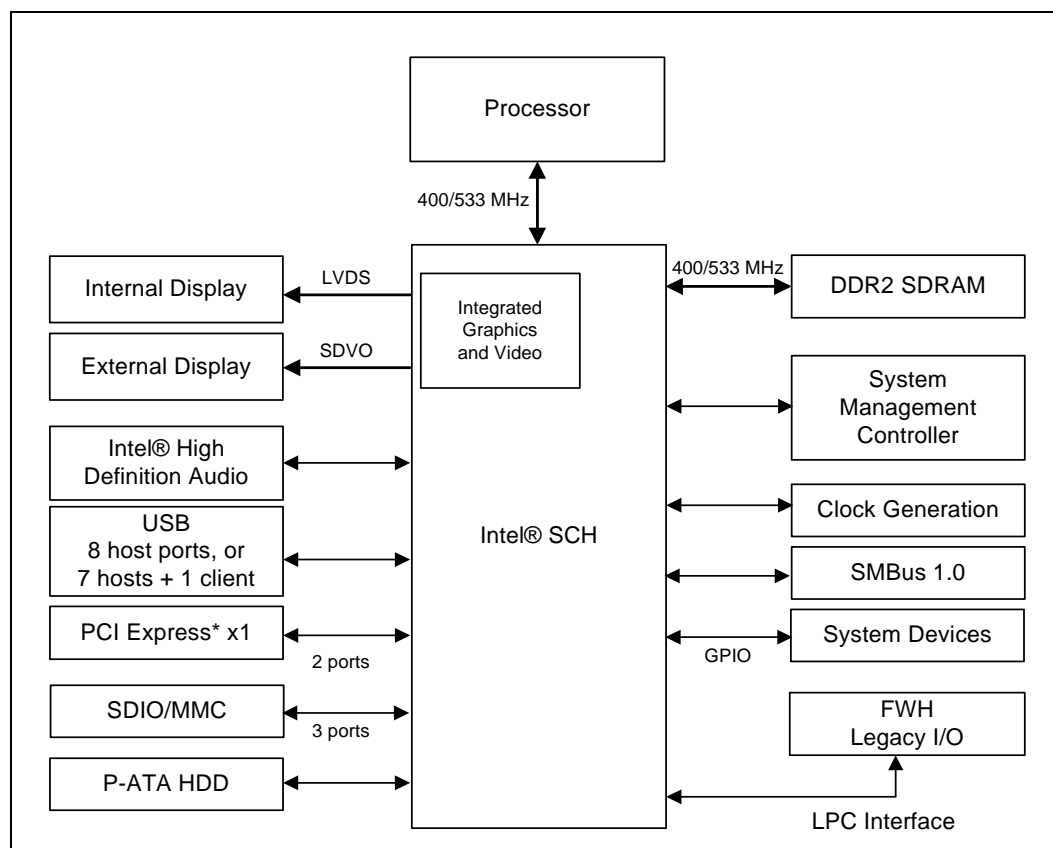 Processor
400/533 MHz
Internal Display
LVDS
External Display
SDVO
Integrated
Graphics
and Video
400/533 MHz
DDR2 SDRAM
System
Management
Controller
Intel® High
Definition Audio
USB
8 host ports, or
7 hosts + 1 client
Intel® SCH
Clock Generation
SMBus 1.0
PCI Express* x1
2 ports
System Devices
GPIO
SDIO/MMC
3 ports
FWH
Legacy I/O
P-ATA HDD
LPC Interface